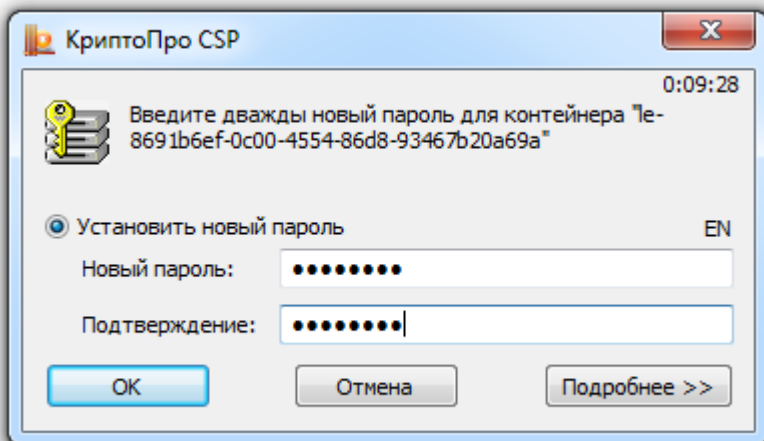 КриптоПро CSP
0:09:28
Введите дважды новый пароль для контейнера "le-
8691b6ef-0c00-4554-86d8-93467b20a69a"
Установить новый пароль
EN
Новый пароль: ●●●●●●●●
Подтверждение: ●●●●●●●●
ОК
Отмена
Подробнее >>